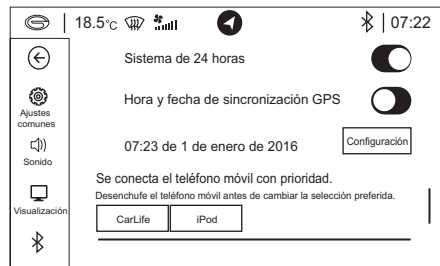 18.5°c 07:22
Sistema de 24 horas
Hora y fecha de sincronización GPS
Ajustes
comunes
07:23 de 1 de enero de 2016 Configuración
Sonido
Se conecta el teléfono móvil con prioridad.
Desenchufe el teléfono móvil antes de cambiar la selección preferida.
Visualización
CarLife iPod